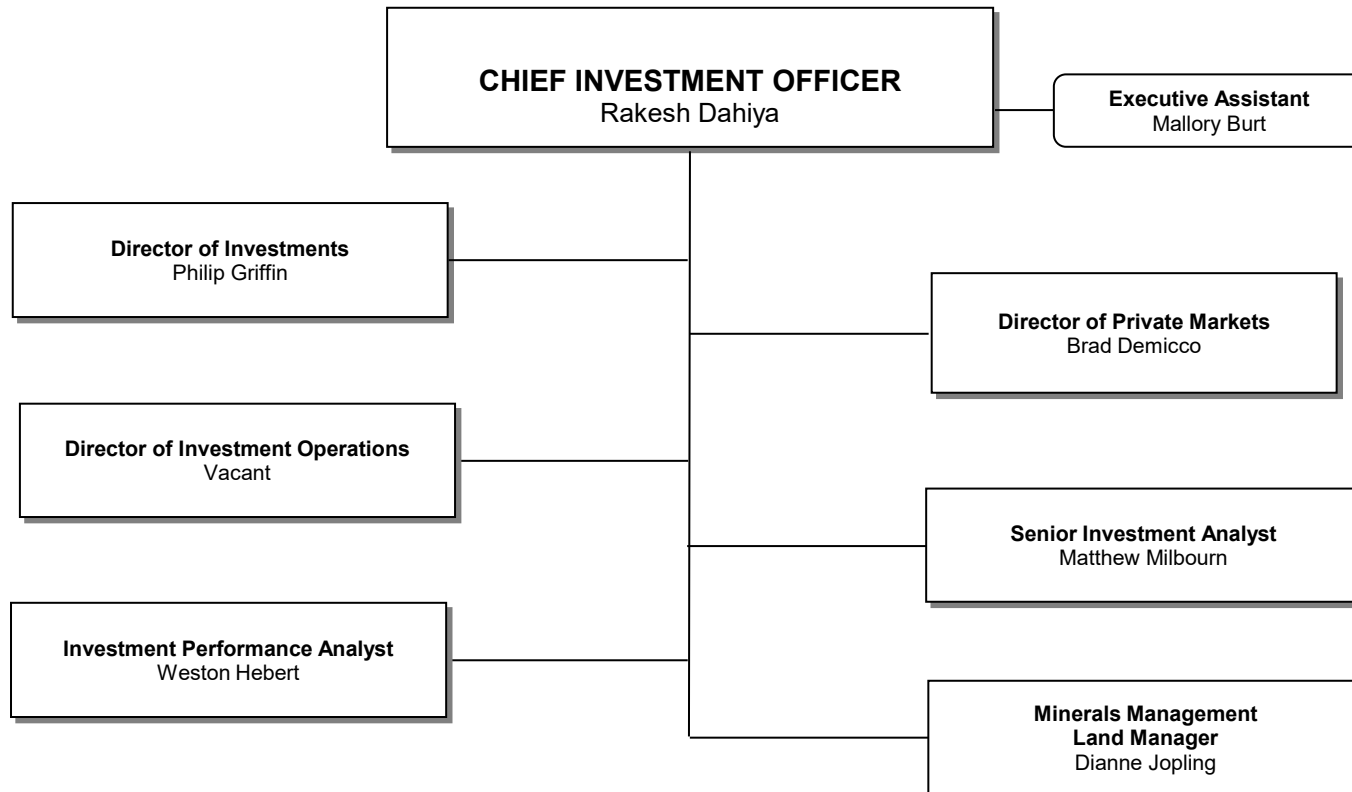 CHIEF INVESTMENT OFFICER
Rakesh Dahiya
Executive Assistant
Mallory Burt
Director of Investments
Philip Griffin
Director of Private Markets
Brad Demicco
Director of Investment Operations
Vacant
Senior Investment Analyst
Matthew Milbourn
Investment Performance Analyst
Weston Hebert
Minerals Management
Land Manager
Dianne Jopling